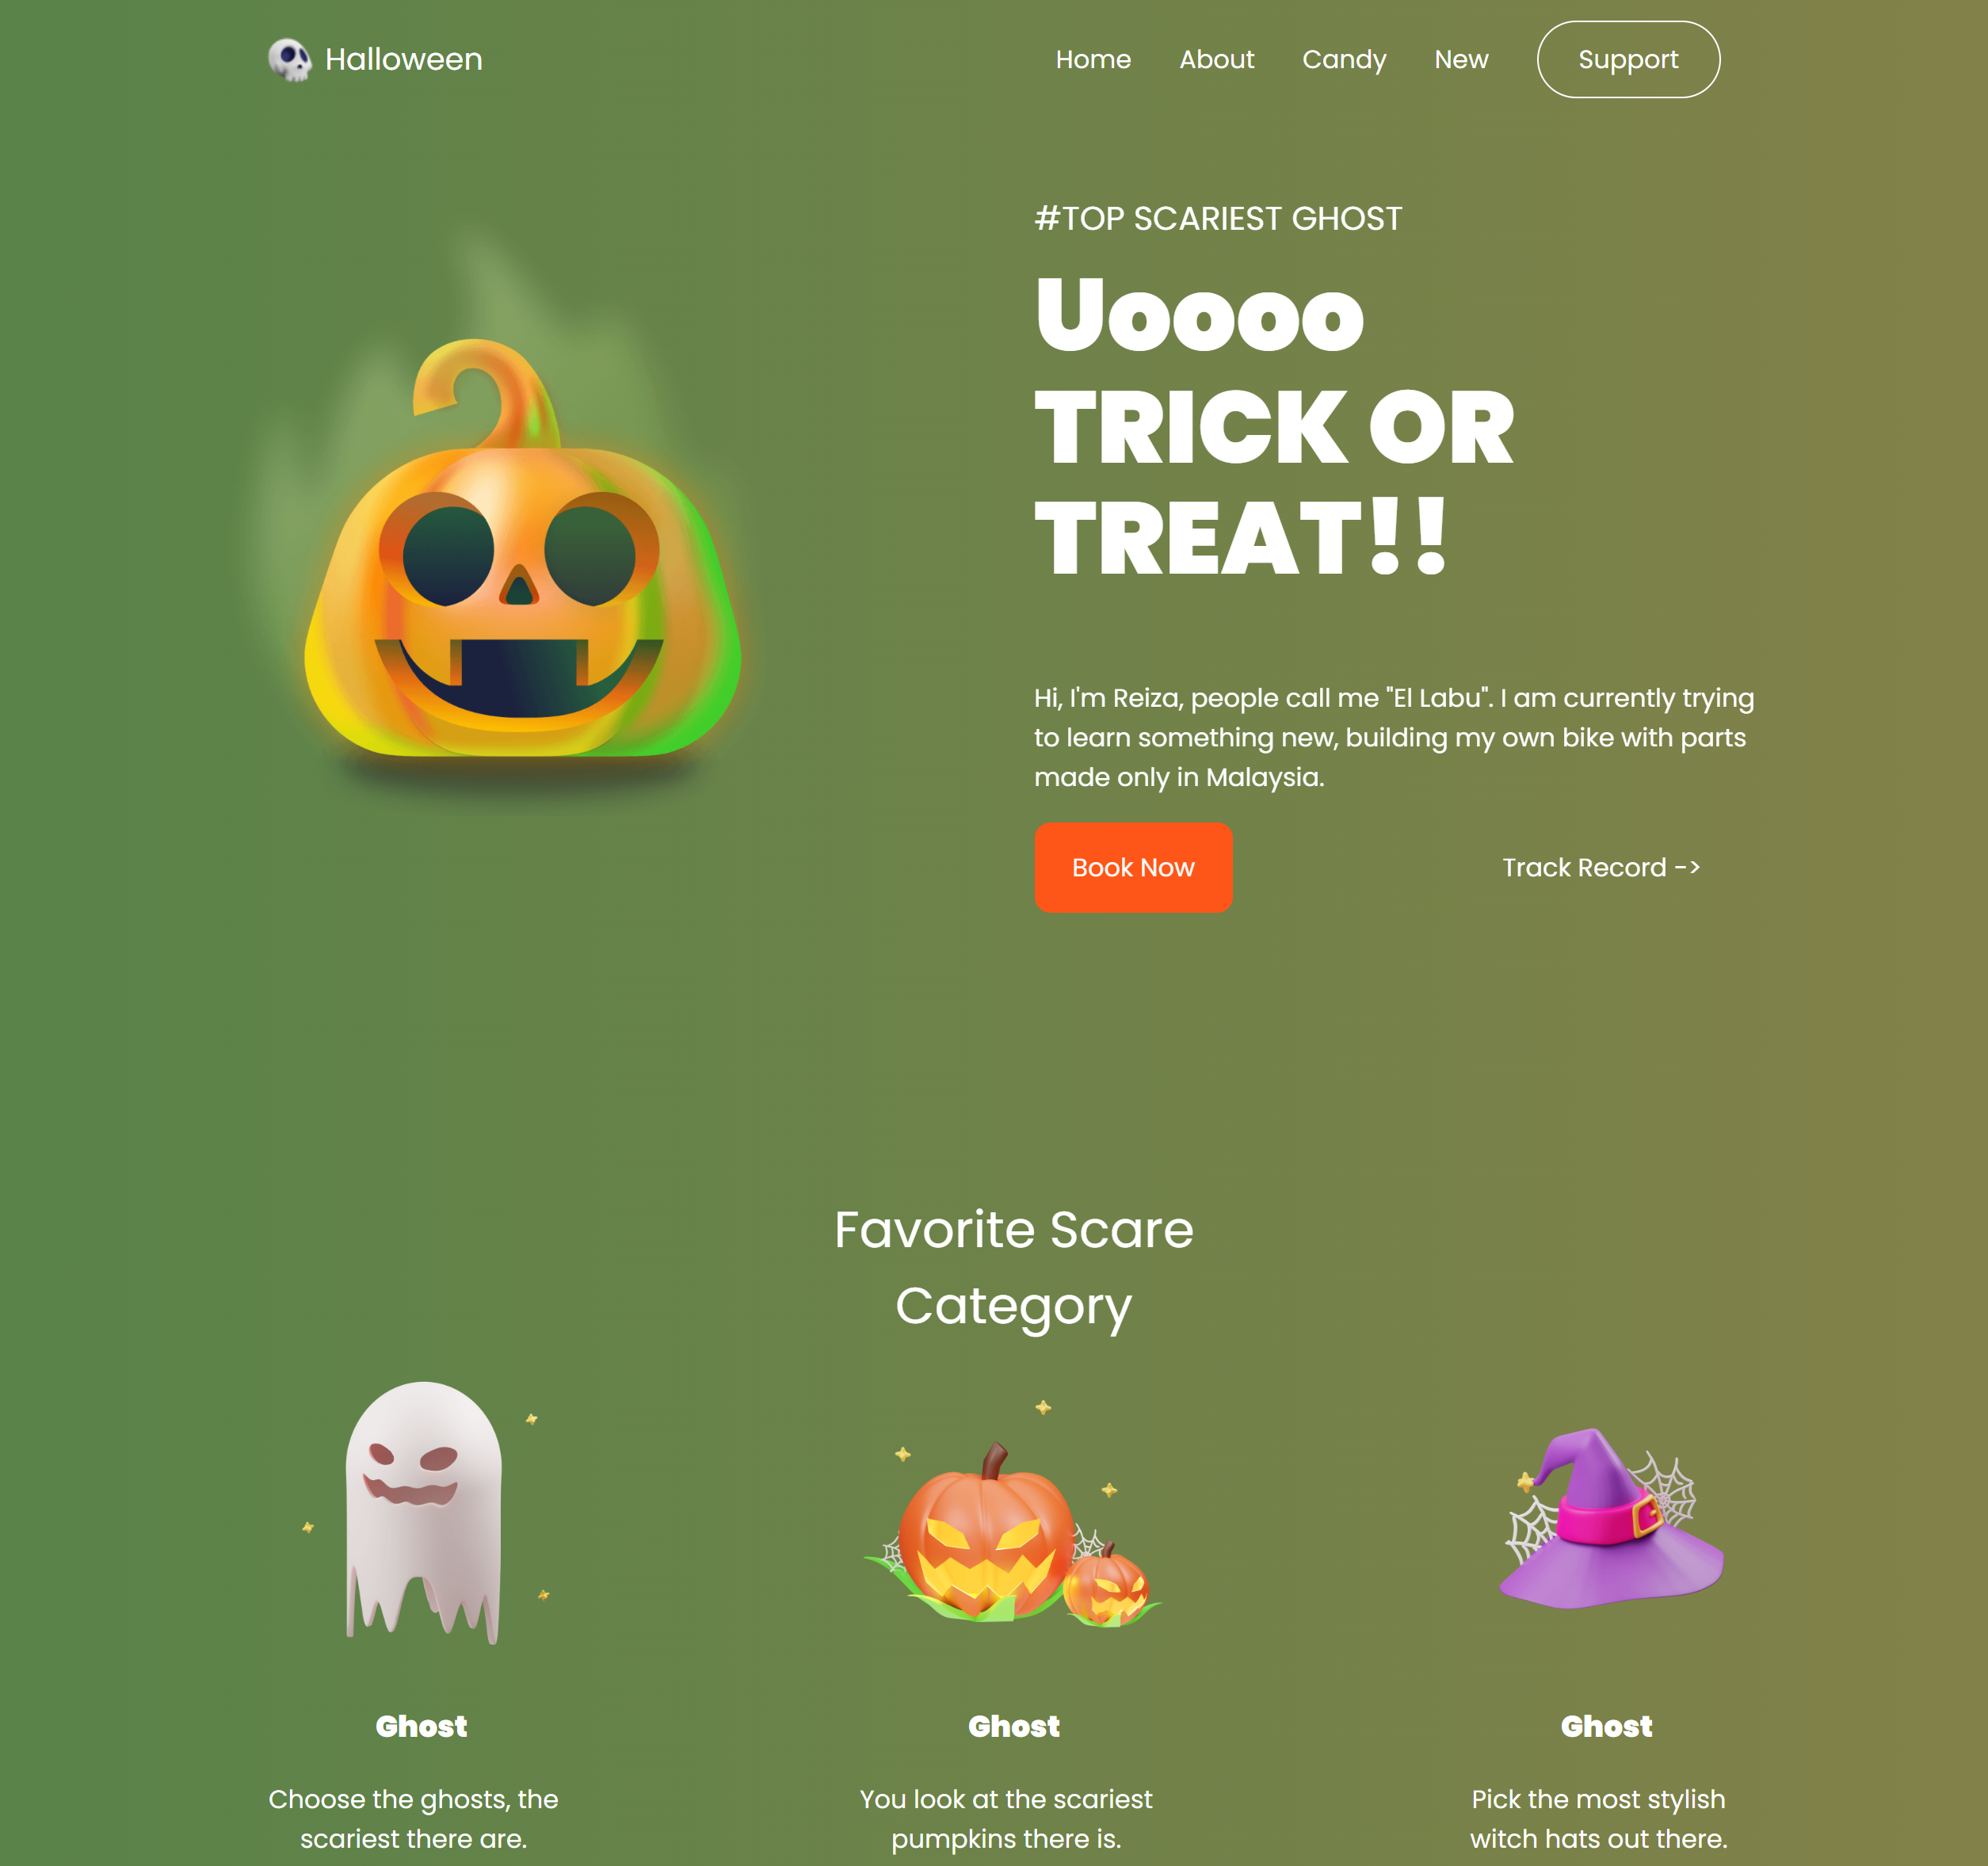 Halloween
Home About Candy New Support
#TOP SCARIEST GHOST
Uoooo
TRICK OR
TREAT!!
Hi, I'm Reiza, people call me "El Labu". I am currently trying
to learn something new, building my own bike with parts
made only in Malaysia.
Book Now
Track Record ->
Favorite Scare
Category
Ghost
Choose the ghosts, the
scariest there are.
Ghost
You look at the scariest
pumpkins there is.
Ghost
Pick the most stylish
witch hats out there.